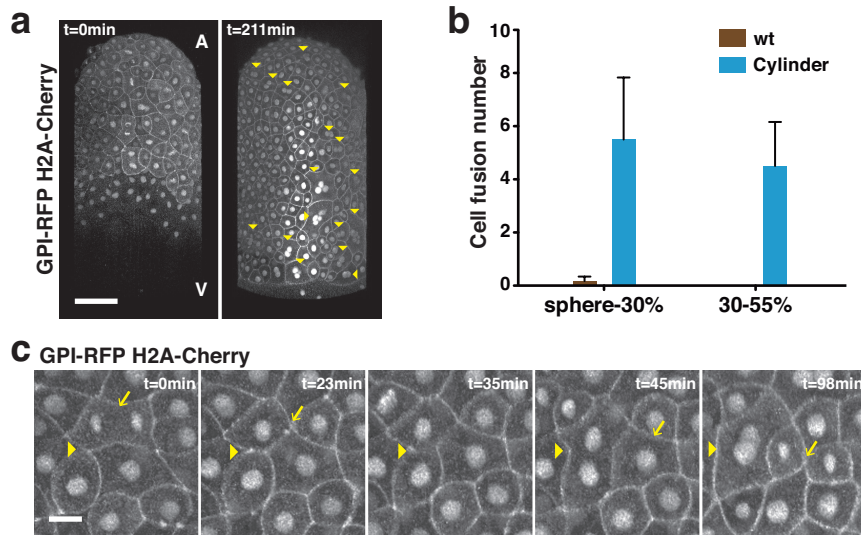 a
t=0min
A
t=211min
GPI-RFP H2A-Cherry
V
b
wt
Cylinder
Cell fusion number
10
8
6
4
2
0
sphere-30%
30-55%
c GPI-RFP H2A-Cherry
t=0min
t=23min
t=35min
t=45min
t=98min